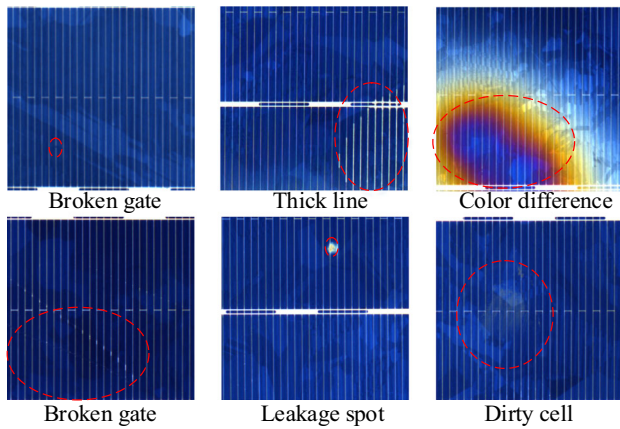 Broken gate
Thick line
Color difference
Broken gate
Leakage spot
Dirty cell